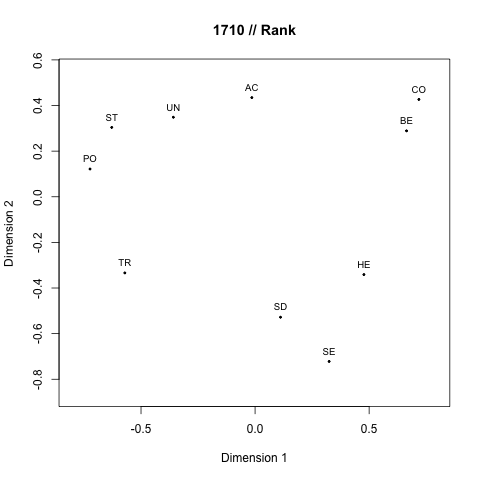 1710 // Rank
0.6
0.4
0.2
0.0
-0.2
-0.4
-0.6
-0.8
Dimension 2
AC
CO
UN
ST
BE
PO
TR
HE
SD
SE
-0.5
0.0
0.5
Dimension 1